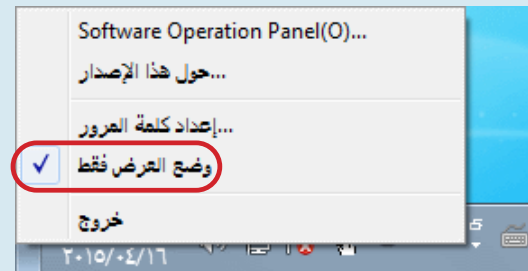 Software Operation Panel(O)...
حول هذا الإصدار...
إعداد كلمة المرور...
وضع العرض فقط
خروج
٢٠١٥/٠٤/١٦